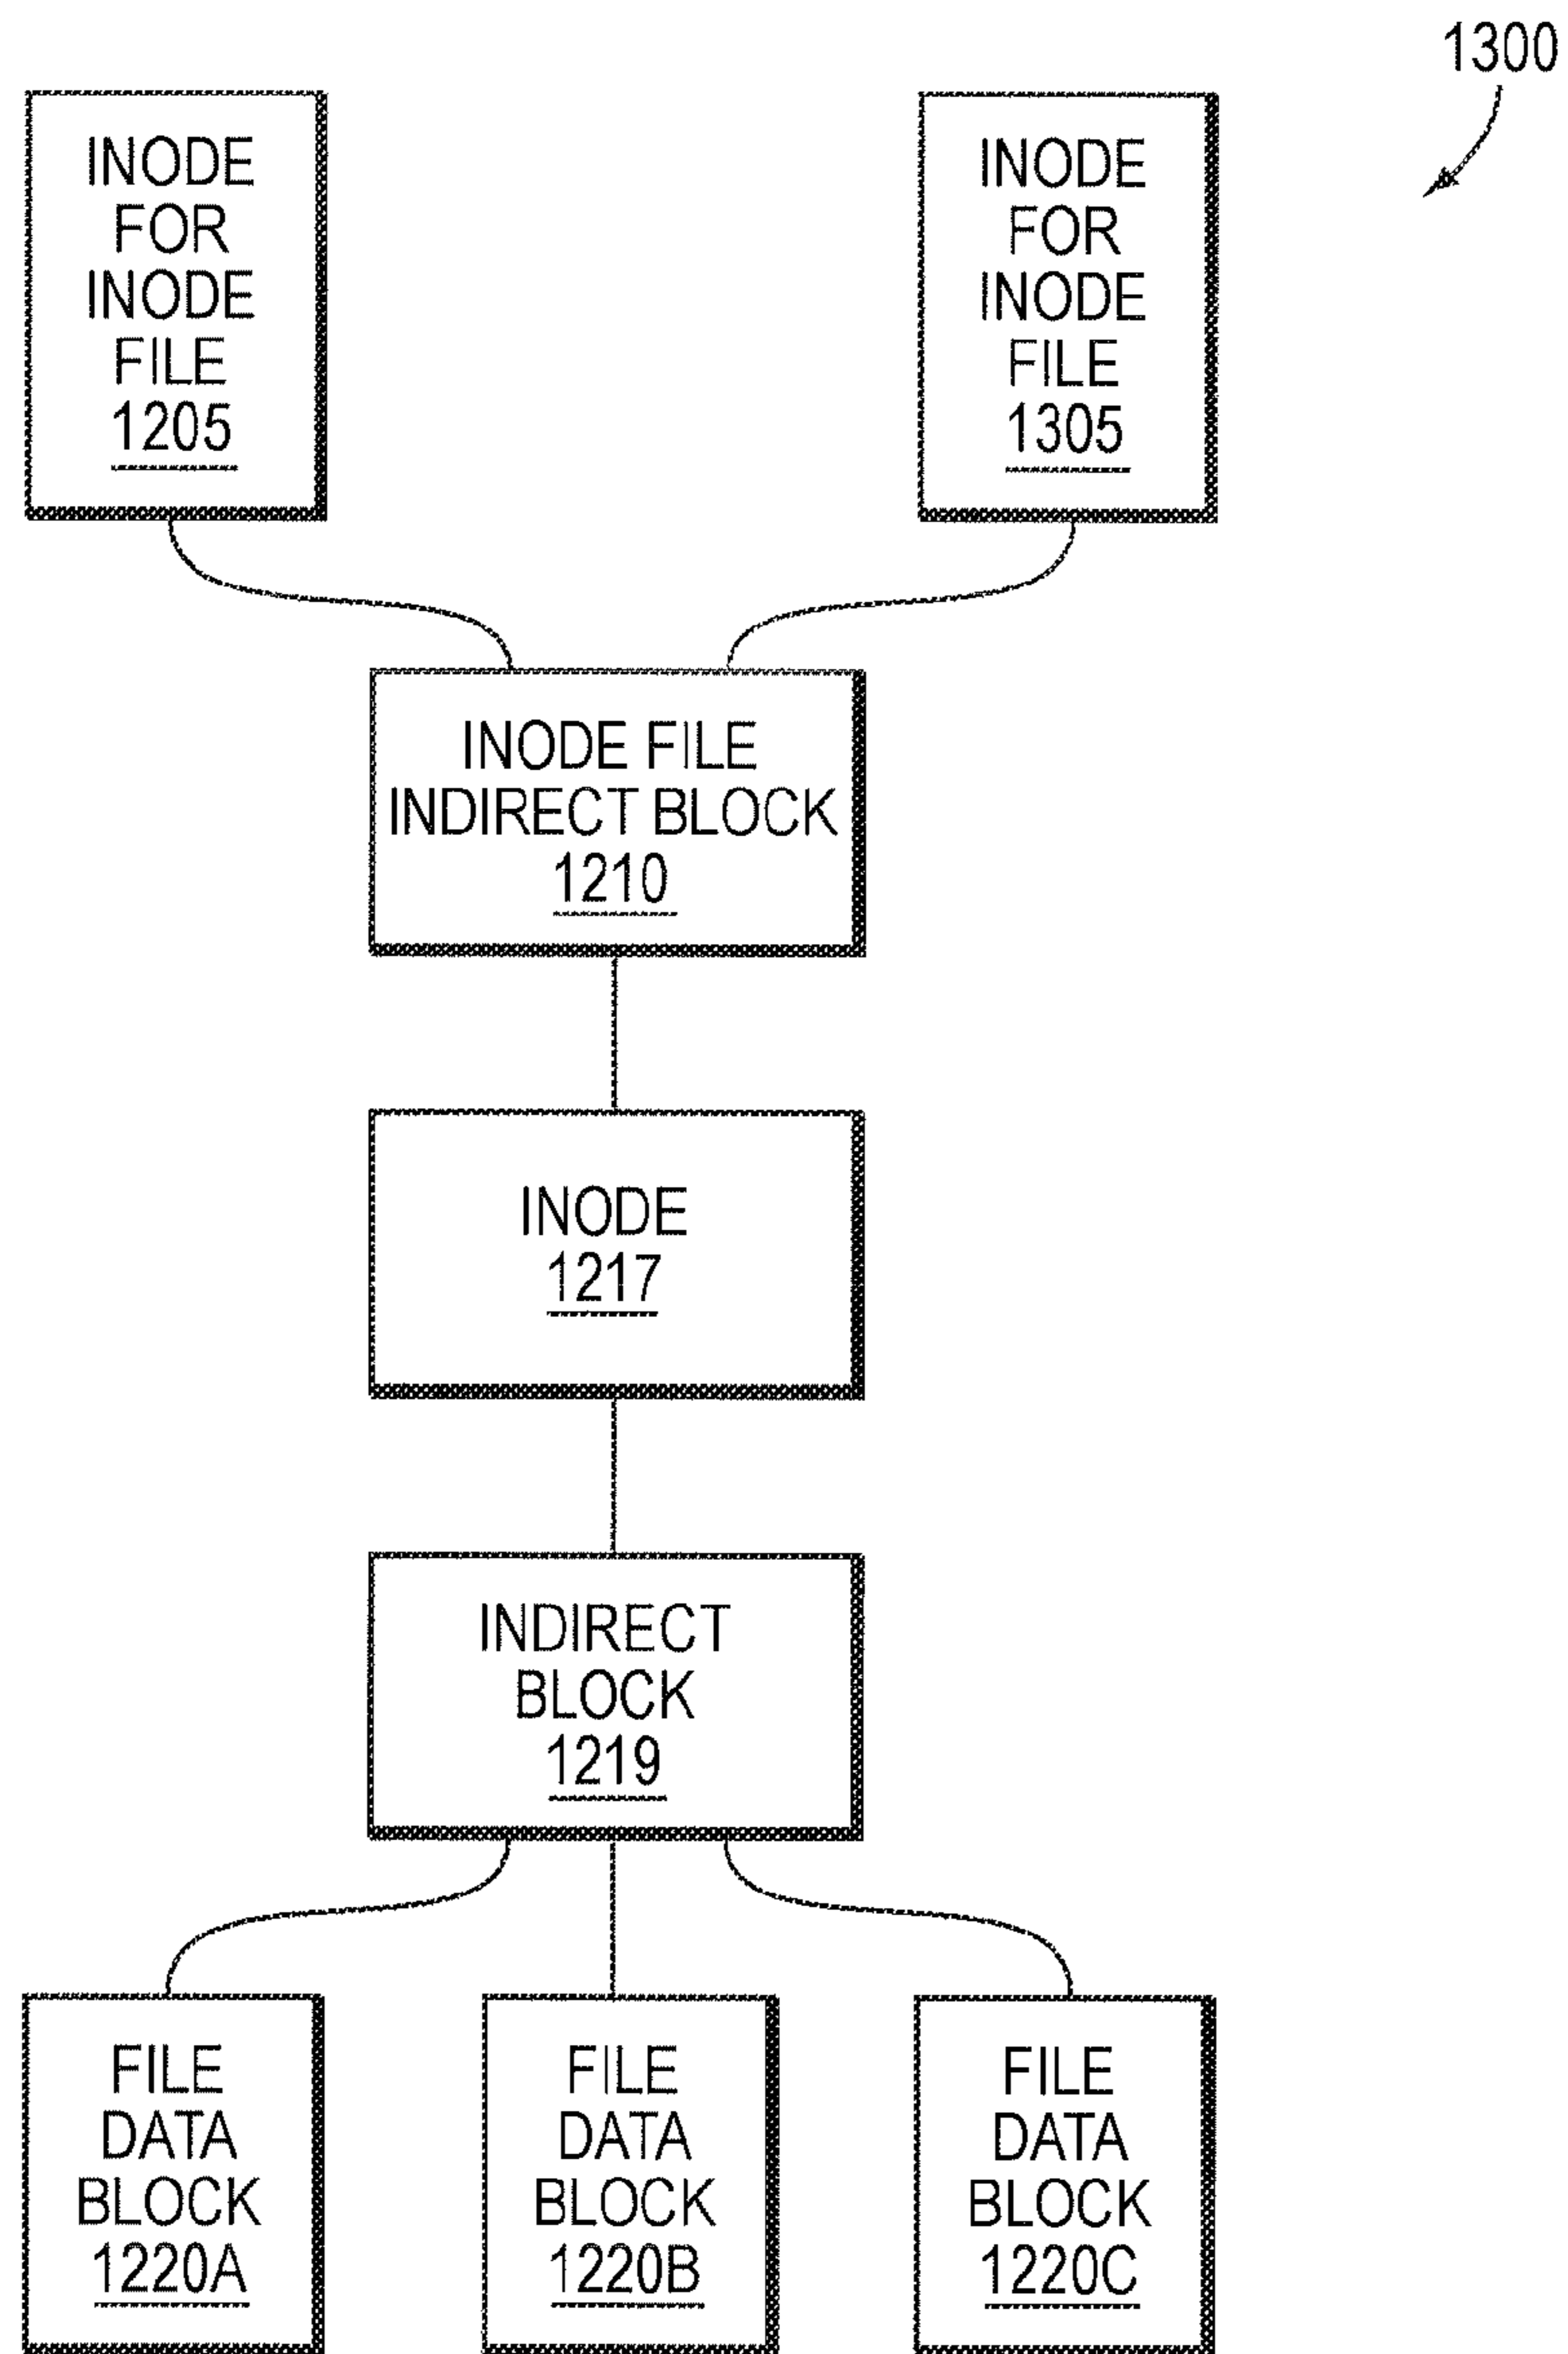 1300
INODE
FOR
INODE
FILE
1205
INODE
FOR
INODE
FILE
1305
INODE FILE
INDIRECT BLOCK
1210
INODE
1217
INDIRECT
BLOCK
1219
FILE
DATA
BLOCK
1220A
FILE
DATA
BLOCK
1220B
FILE
DATA
BLOCK
1220C